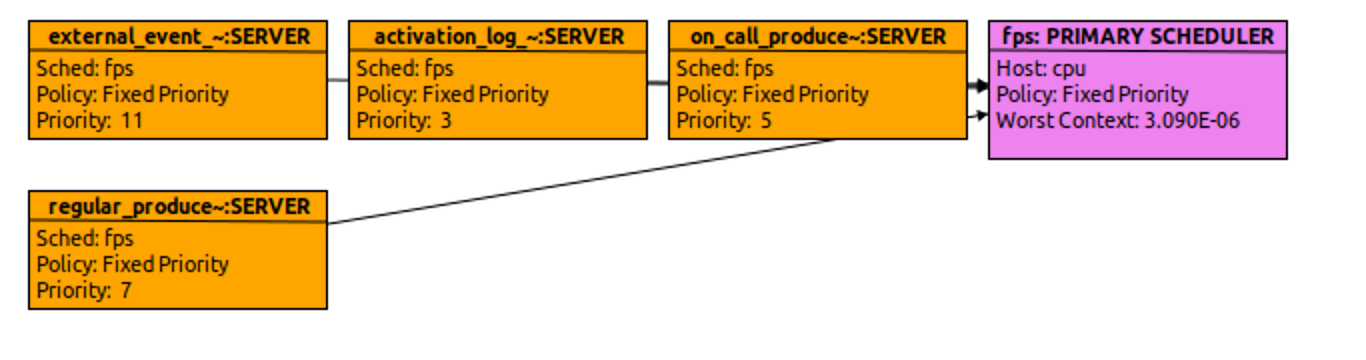 external_event_~:SERVER
Sched: fps
Policy: Fixed Priority
Priority: 11
activation_log_~:SERVER
Sched: fps
Policy: Fixed Priority
Priority: 3
on_call_produce~:SERVER
Sched: fps
Policy: Fixed Priority
Priority: 5
fps: PRIMARY SCHEDULER
Host: cpu
Policy: Fixed Priority
Worst Context: 3.090E-06
regular_produce~:SERVER
Sched: fps
Policy: Fixed Priority
Priority: 7